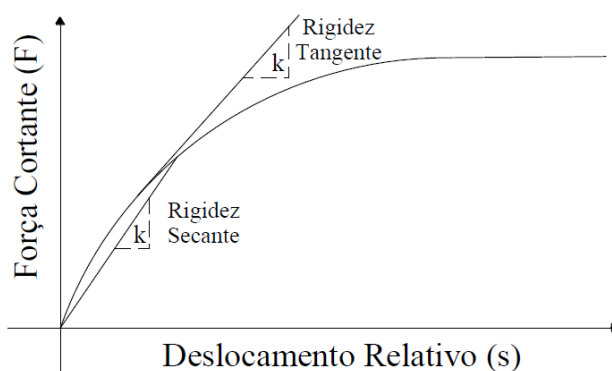 Força Cortante (F)
Rigidez
Tangente
k
Rigidez
Secante
k
Deslocamento Relativo (s)